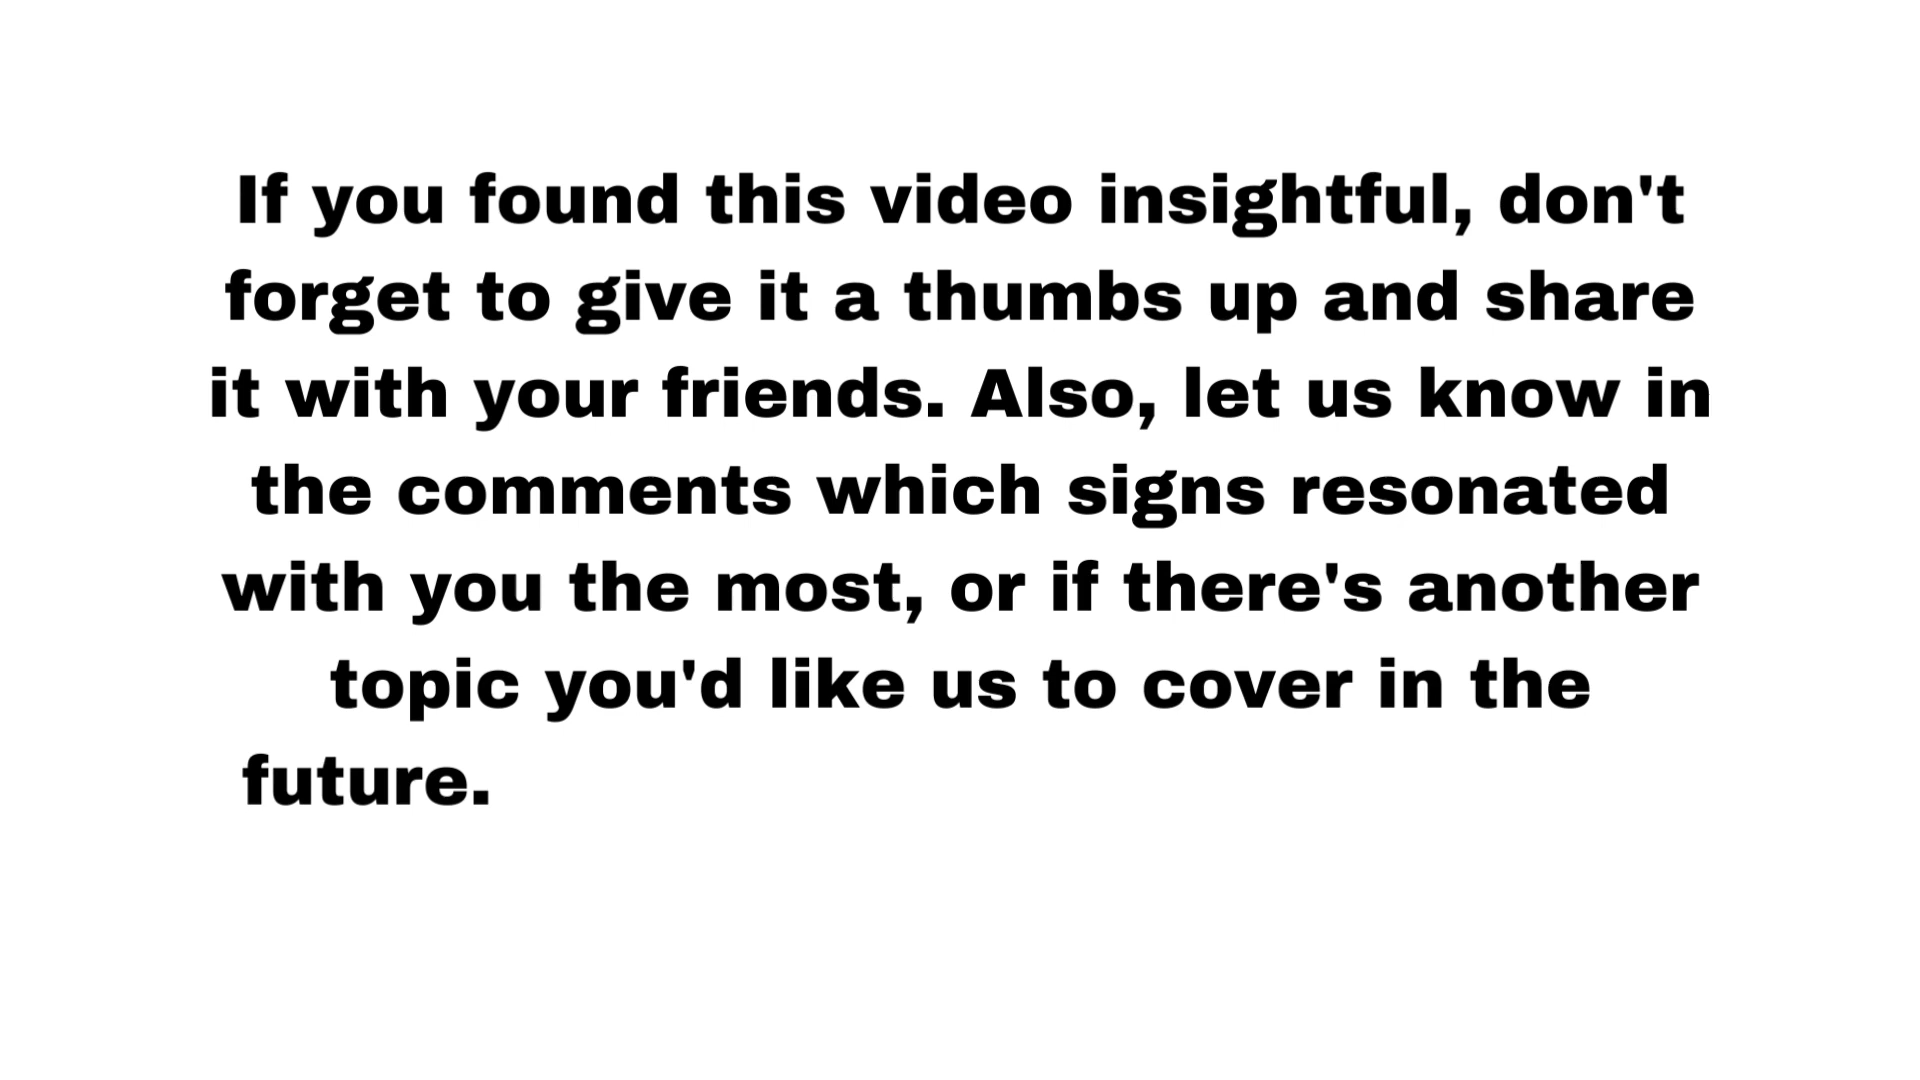 If you found this video insightful, don't
forget to give it a thumbs up and share
it with your friends. Also, let us know in
the comments which signs resonated
with you the most, or if there's another
topic you'd like us to cover in the
future.